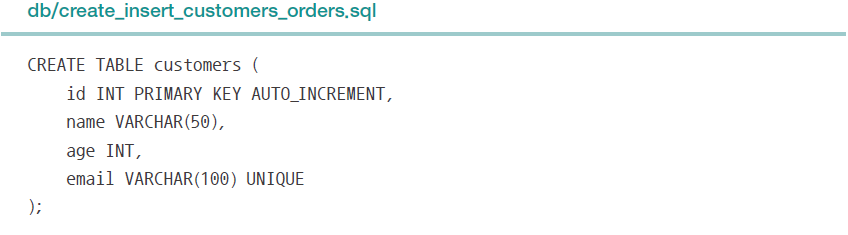 db/create_insert_customers_orders.sql
CREATE TABLE customers (
    id INT PRIMARY KEY AUTO_INCREMENT,
    name VARCHAR(50),
    age INT,
    email VARCHAR(100) UNIQUE
);